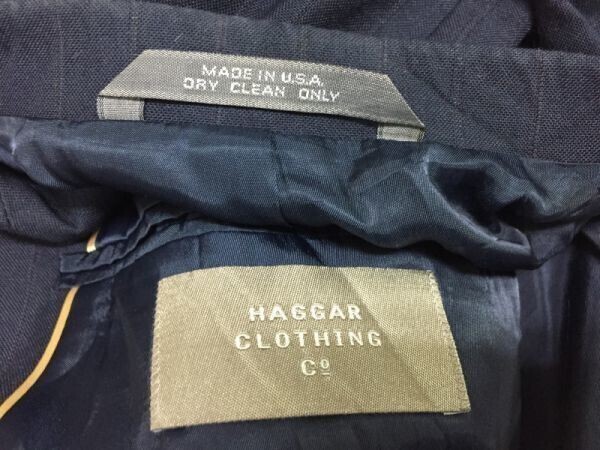 MADE IN U.S.A.
DRY CLEAN ONLY
HAGGAR
CLOTHING
Cº